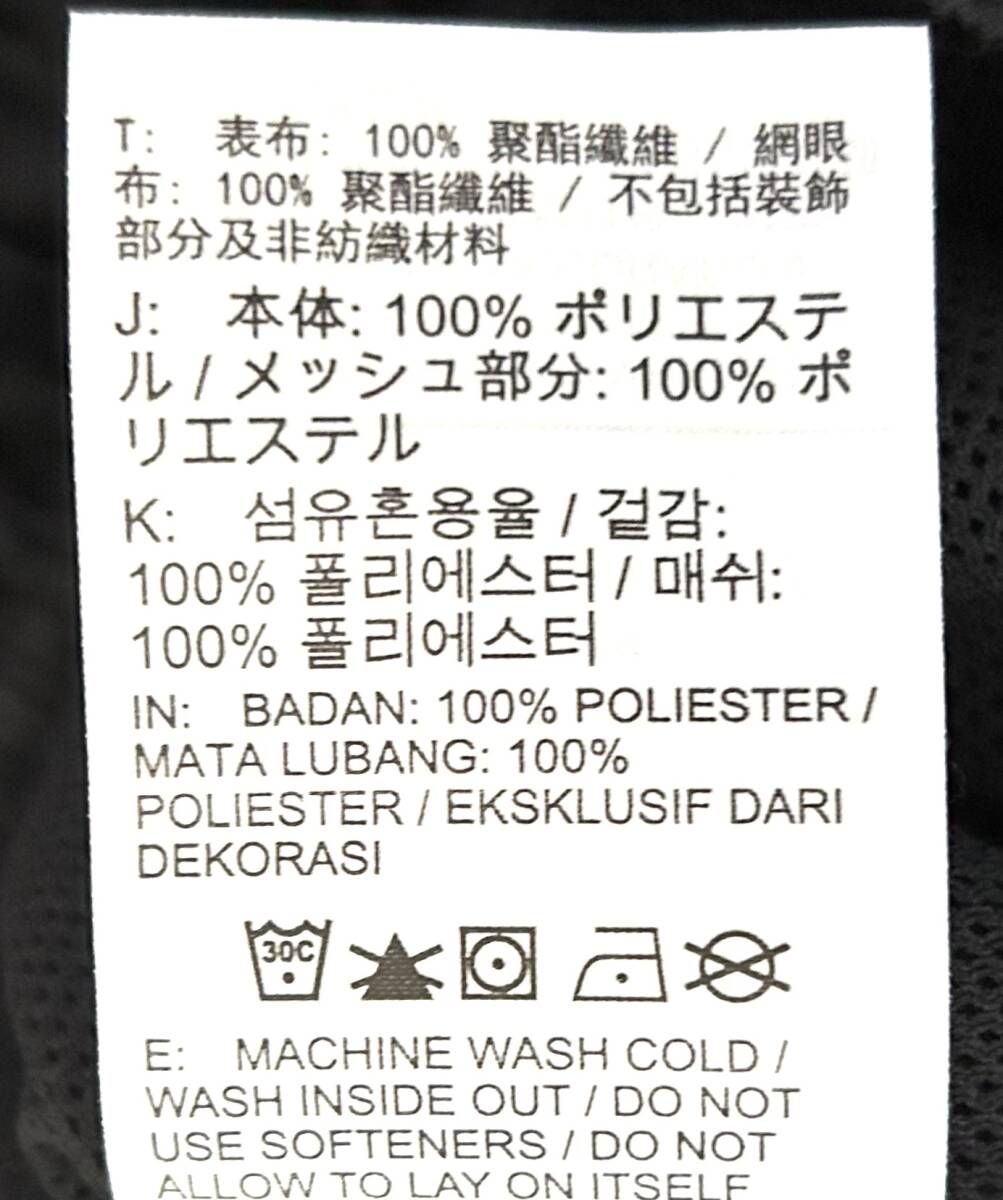 T: 表布: 100% 聚酯纖維 / 網眼
布: 100% 聚酯纖維 / 不包括裝飾
部分及非紡織材料
J: 本体: 100% ポリエステ
ル / メッシュ部分: 100% ポ
リエステル
K: 섬유혼용율 / 겉감:
100% 폴리에스터 / 매쉬:
100% 폴리에스터
IN: BADAN: 100% POLIESTER /
MATA LUBANG: 100%
POLIESTER / EKSKLUSIF DARI
DEKORASI
30C
E: MACHINE WASH COLD /
WASH INSIDE OUT / DO NOT
USE SOFTENERS / DO NOT
ALLOW TO LAY ON ITSELF